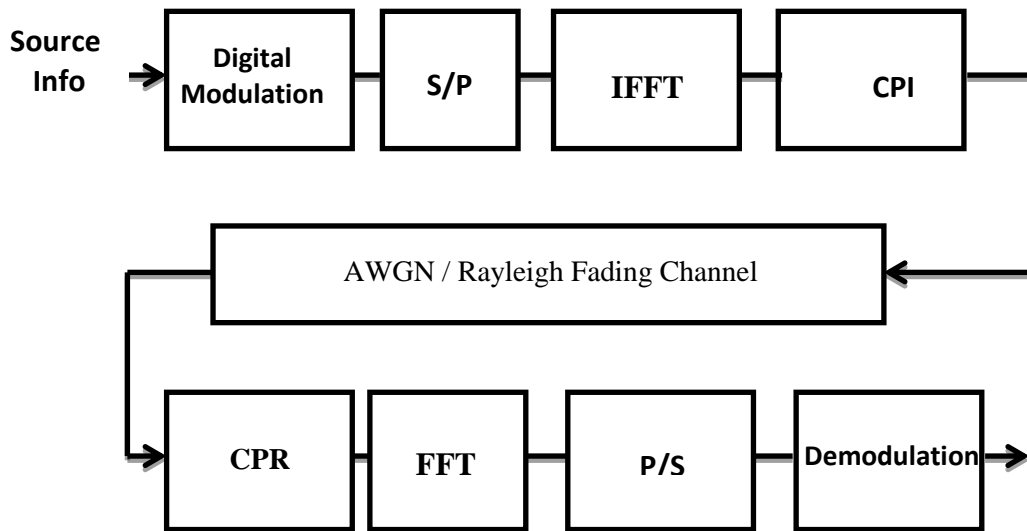 Source
Info
Digital
Modulation
S/P
IFFT
CPI
AWGN / Rayleigh Fading Channel
CPR
FFT
P/S
Demodulation